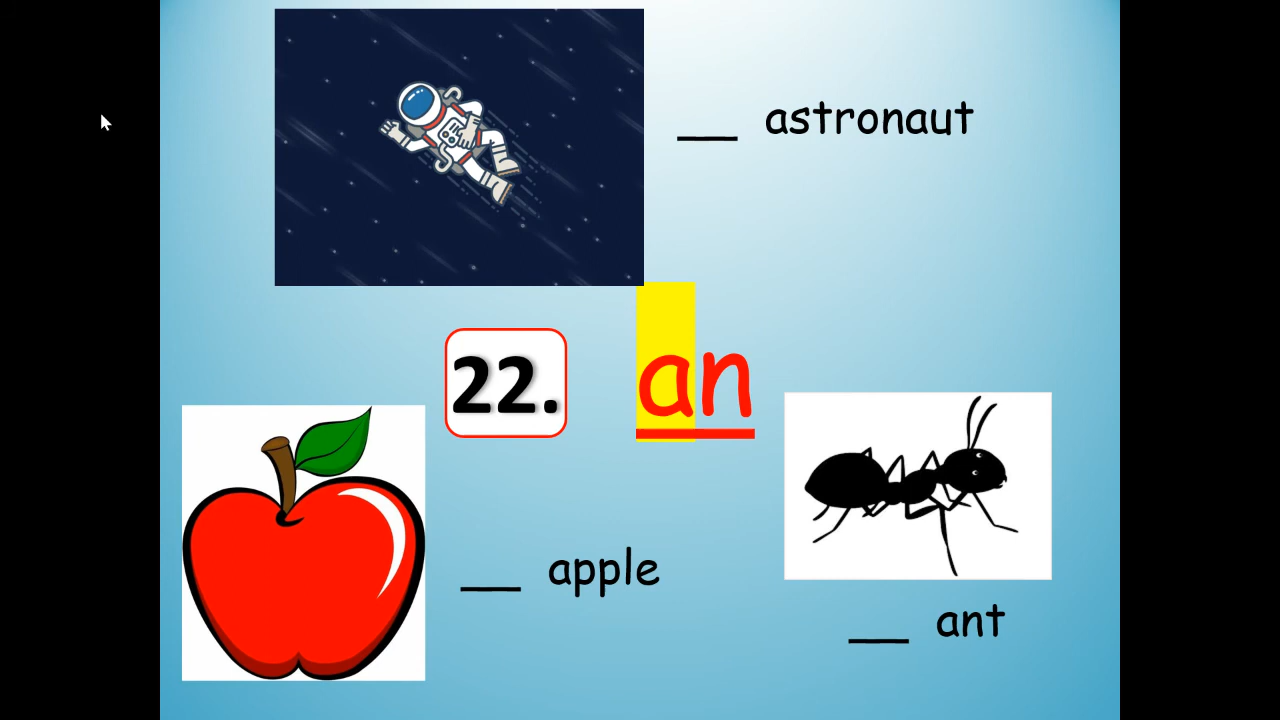 __ astronaut
22. an
__ apple
__ ant